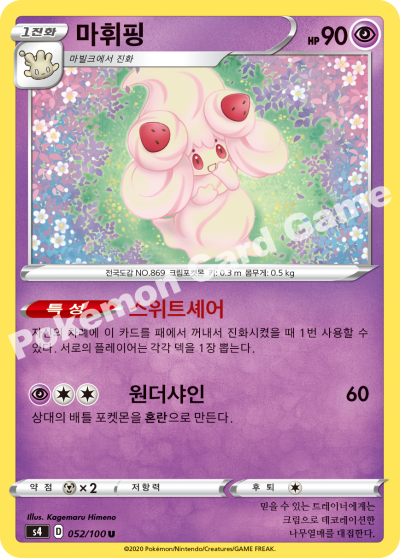 1진화 마휘핑 HP 90
마빌크에서 진화
전국도감 NO.869 크림포켓몬 키: 0.3 m 몸무게: 0.5 kg
특성 스위트셰어
자신의 차례에 이 카드를 패에서 꺼내서 진화시켰을 때 1번 사용할 수
있다. 서로의 플레이어는 각각 덱을 1장 뽑는다.
원더샤인 60
상대의 배틀 포켓몬을 혼란으로 만든다.
약점 ×2 저항력 후퇴
Illus. Kagemaru Himeno
s4 D 052/100 U
믿을 수 있는 트레이너에게는
크림으로 데코레이션한
나무열매를 대접한다.
©2020 Pokémon/Nintendo/Creatures/GAME FREAK.
Pokémon Card Game